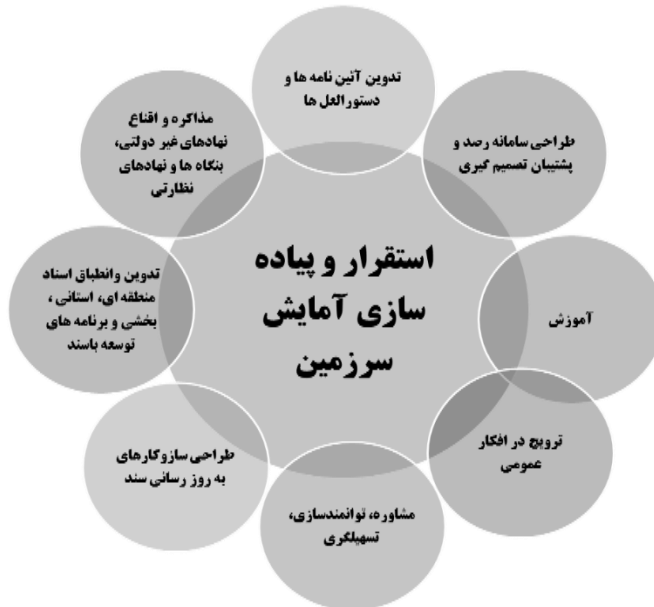 استقرار و پیاده
سازی آمایش
سرزمین
تدوین آئین نامه ها و
دستورالعل ها
طراحی سامانه رصد و
پشتیبان تصمیم گیری
آموزش
ترویج در افکار
عمومی
مشاوره، توانمندسازی،
تسهیلگری
طراحی سازوکارهای
به روز رسانی سند
تدوین وانطباق اسناد
منطقه ای، استانی ،
بخشی و برنامه های
توسعه باسند
مذاکره و اقناع
نهادهای غیر دولتی،
بنگاه ها و نهادهای
نظارتی